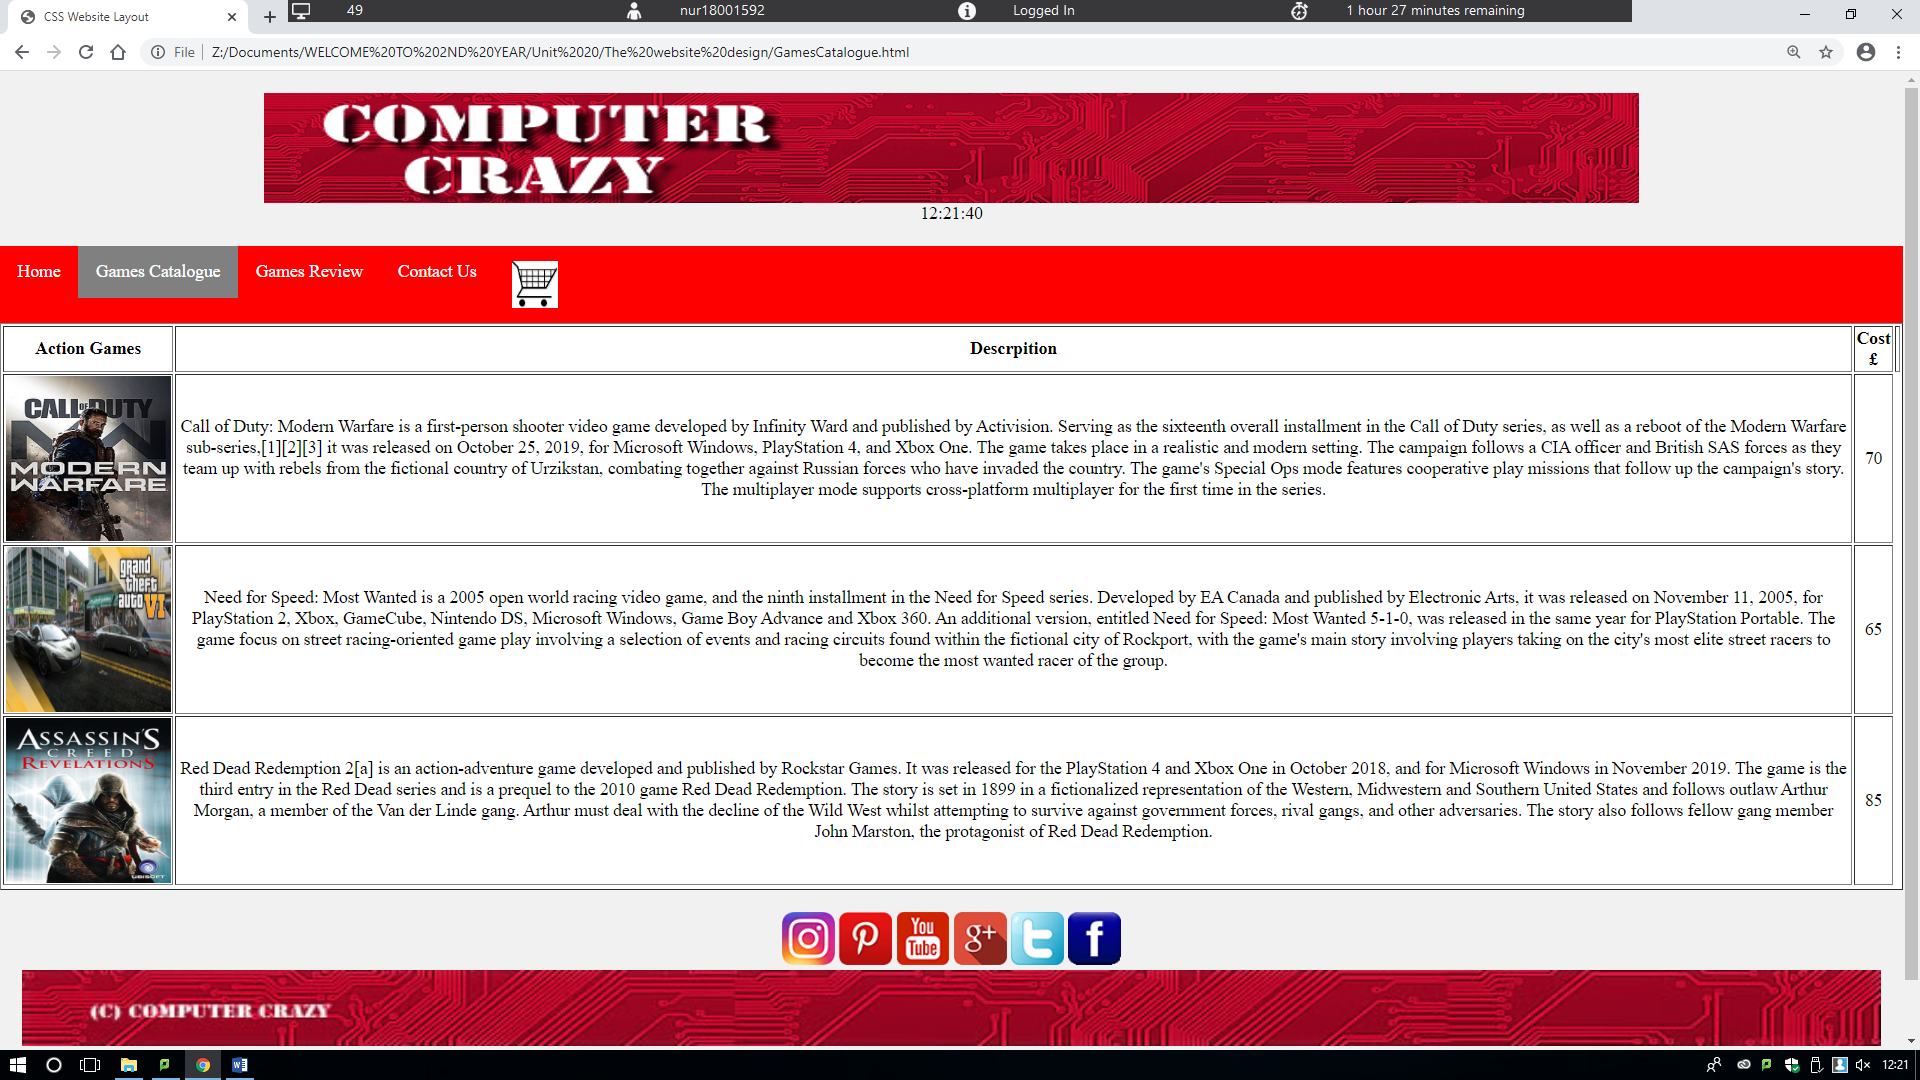 CSS Website Layout
49
nur18001592
Logged In
1 hour 27 minutes remaining
File
Z:/Documents/WELCOME%20TO%202ND%20YEAR/Unit%2020/The%20website%20design/GamesCatalogue.html
COMPUTER
CRAZY
12:21:40
Home
Games Catalogue
Games Review
Contact Us
Action Games
Descrpition
Cost
£
CALL OF DUTY
MW
MODERN
WARFARE
Call of Duty: Modern Warfare is a first-person shooter video game developed by Infinity Ward and published by Activision. Serving as the sixteenth overall installment in the Call of Duty series, as well as a reboot of the Modern Warfare
sub-series,[1][2][3] it was released on October 25, 2019, for Microsoft Windows, PlayStation 4, and Xbox One. The game takes place in a realistic and modern setting. The campaign follows a CIA officer and British SAS forces as they
team up with rebels from the fictional country of Urzikstan, combating together against Russian forces who have invaded the country. The game's Special Ops mode features cooperative play missions that follow up the campaign's story.
The multiplayer mode supports cross-platform multiplayer for the first time in the series.
70
grand
theft
auto VI
Need for Speed: Most Wanted is a 2005 open world racing video game, and the ninth installment in the Need for Speed series. Developed by EA Canada and published by Electronic Arts, it was released on November 11, 2005, for
PlayStation 2, Xbox, GameCube, Nintendo DS, Microsoft Windows, Game Boy Advance and Xbox 360. An additional version, entitled Need for Speed: Most Wanted 5-1-0, was released in the same year for PlayStation Portable. The
game focus on street racing-oriented game play involving a selection of events and racing circuits found within the fictional city of Rockport, with the game's main story involving players taking on the city's most elite street racers to
become the most wanted racer of the group.
65
ASSASSIN'S
CREED
REVELATIONS
UBISOFT
Red Dead Redemption 2[a] is an action-adventure game developed and published by Rockstar Games. It was released for the PlayStation 4 and Xbox One in October 2018, and for Microsoft Windows in November 2019. The game is the
third entry in the Red Dead series and is a prequel to the 2010 game Red Dead Redemption. The story is set in 1899 in a fictionalized representation of the Western, Midwestern and Southern United States and follows outlaw Arthur
Morgan, a member of the Van der Linde gang. Arthur must deal with the decline of the Wild West whilst attempting to survive against government forces, rival gangs, and other adversaries. The story also follows fellow gang member
John Marston, the protagonist of Red Dead Redemption.
85
You
Tube
g+
t
f
(C) COMPUTER CRAZY
12:21